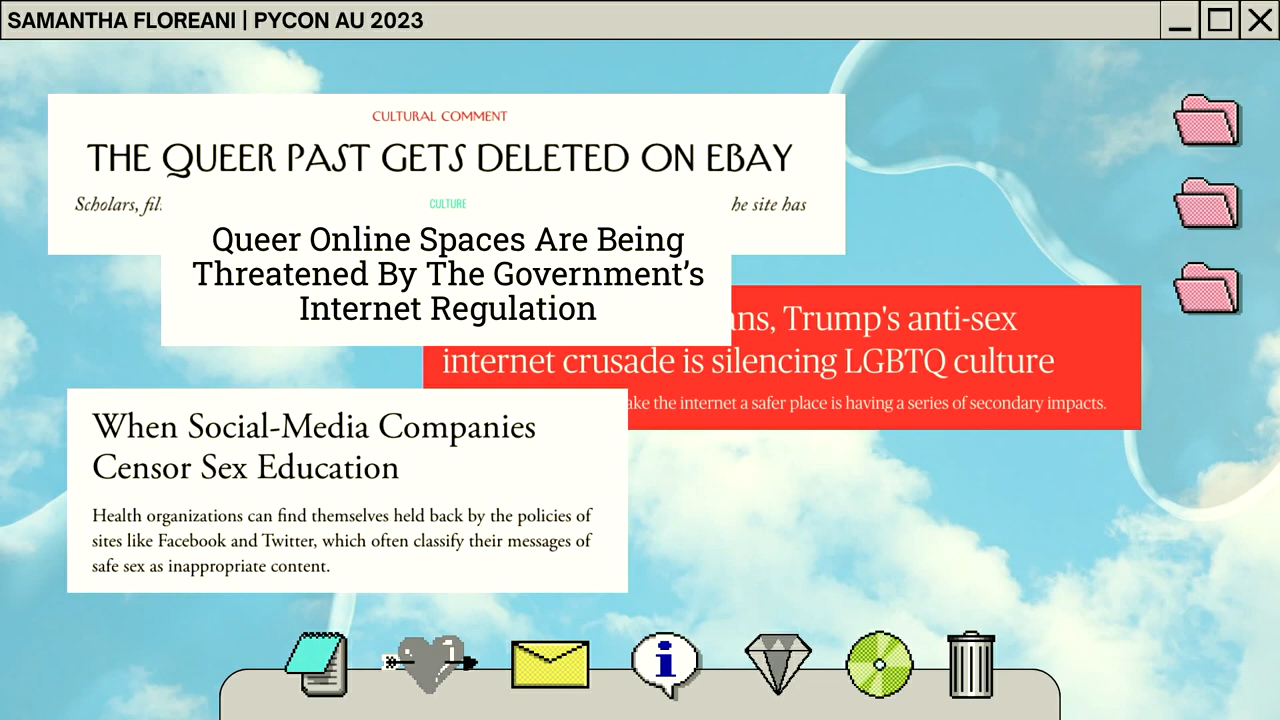 SAMANTHA FLOREANI | PYCON AU 2023
CULTURAL COMMENT
THE QUEER PAST GETS DELETED ON EBAY
Scholars, he site has
CULTURE
Queer Online Spaces Are Being
Threatened By The Government's
Internet Regulation
Trump's anti-sex
internet crusade is silencing LGBTQ culture
the internet a safer place is having a series of secondary impacts.
When Social-Media Companies
Censor Sex Education
Health organizations can find themselves held back by the policies of
sites like Facebook and Twitter, which often classify their messages of
safe sex as inappropriate content.